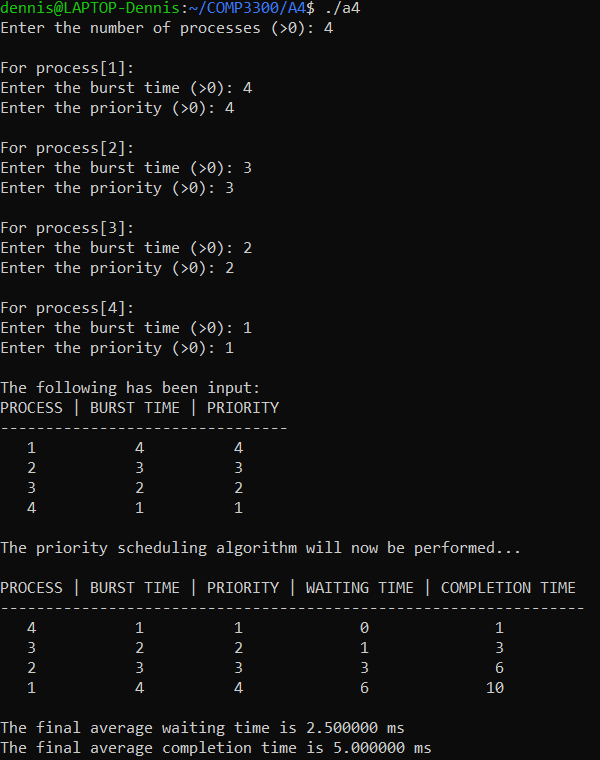 dennis@LAPTOP-Dennis:~/COMP3300/A4$ ./a4
Enter the number of processes (>0): 4
For process[1]:
Enter the burst time (>0): 4
Enter the priority (>0): 4
For process[2]:
Enter the burst time (>0): 3
Enter the priority (>0): 3
For process[3]:
Enter the burst time (>0): 2
Enter the priority (>0): 2
For process[4]:
Enter the burst time (>0): 1
Enter the priority (>0): 1
The following has been input:
PROCESS | BURST TIME | PRIORITY
--------------------------------
1 4 4
2 3 3
3 2 2
4 1 1
The priority scheduling algorithm will now be performed...
PROCESS | BURST TIME | PRIORITY | WAITING TIME | COMPLETION TIME
-----------------------------------------------------------------
4 1 1 0 1
3 2 2 1 3
2 3 3 3 6
1 4 4 6 10
The final average waiting time is 2.500000 ms
The final average completion time is 5.000000 ms